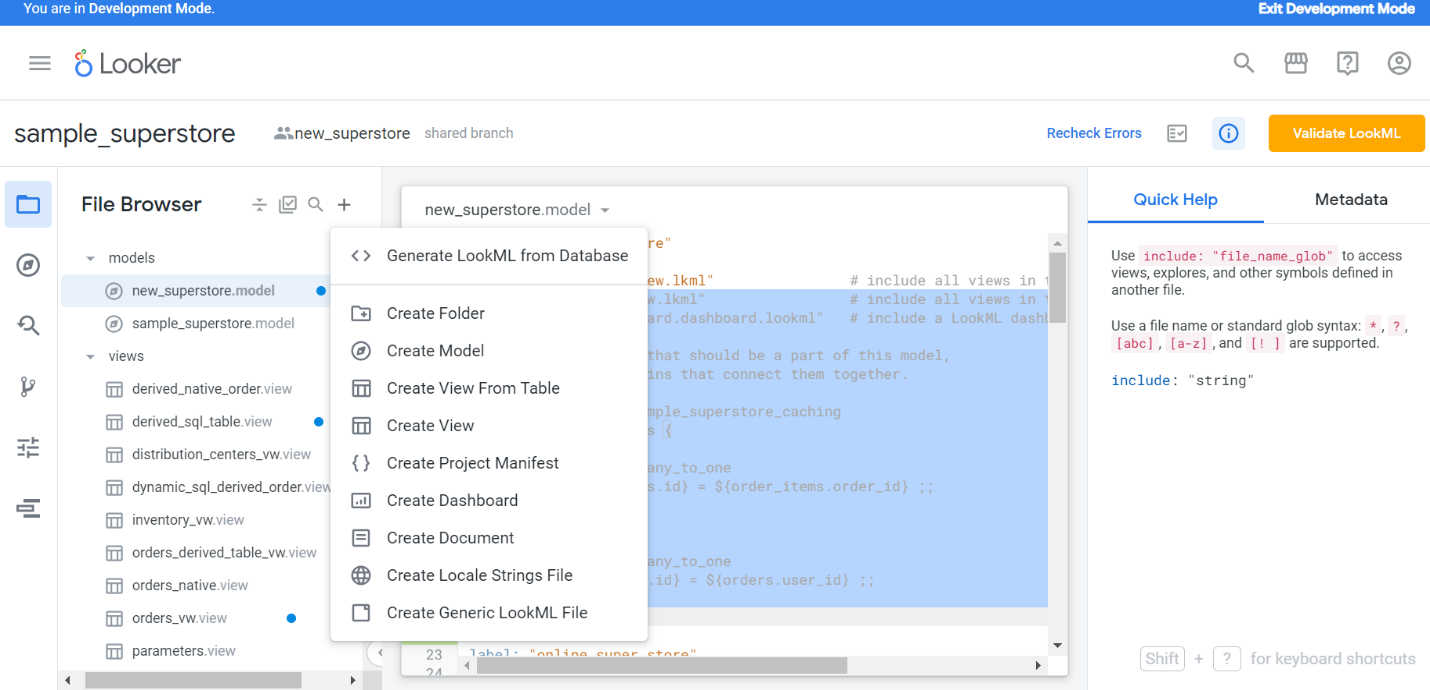 You are in Development Mode.
Exit Development Mode
Looker
sample_superstore
new_superstore shared branch
Recheck Errors
Validate LookML
File Browser
models
new_superstore.model
sample_superstore.model
views
derived_native_order.view
derived_sql_table.view
distribution_centers_vw.view
dynamic_sql_derived_order.view
inventory_vw.view
orders_derived_table_vw.view
orders_native.view
orders_vw.view
parameters.view
Generate LookML from Database
Create Folder
Create Model
Create View From Table
Create View
Create Project Manifest
Create Dashboard
Create Document
Create Locale Strings File
Create Generic LookML File
new_superstore.model
re"
ew.lkml" # include all views in t
w.lkml" # include all views in t
ard.dashboard.lookml" # include a LookML dashb
that should be a part of this model,
ins that connect them together.
mple_superstore_caching
s {
any_to_one
s.id} = ${order_items.order_id} ;;
any_to_one
.id} = ${orders.user_id} ;;
23 label: "online super store"
24
Quick Help
Metadata
Use include: "file_name_glob" to access
views, explores, and other symbols defined in
another file.
Use a file name or standard glob syntax: *, ?,
[abc], [a-z], and [! ] are supported.
include: "string"
Shift + ? for keyboard shortcuts